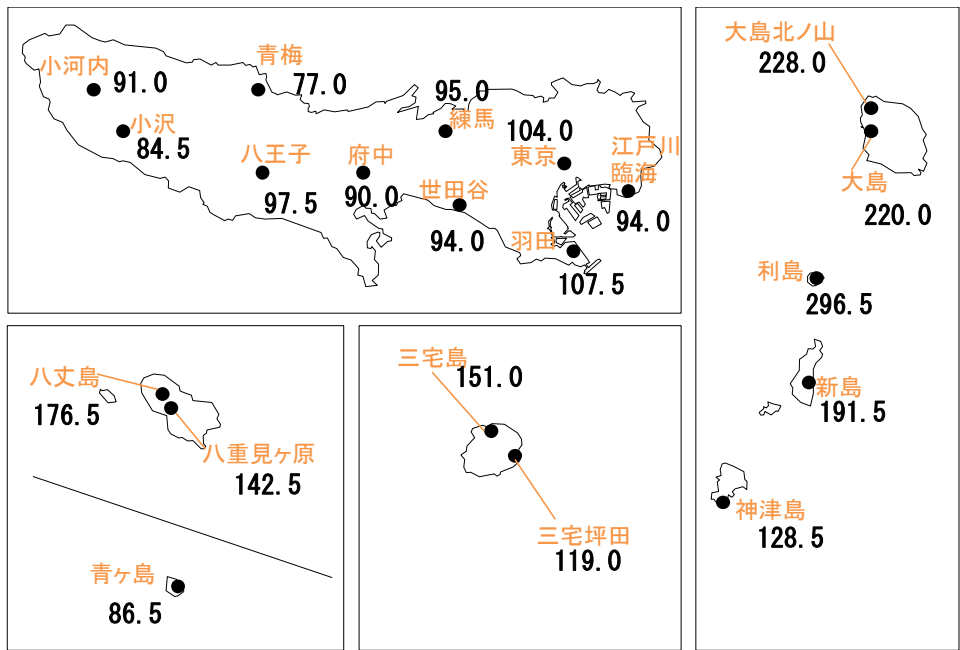 小河内
91.0
青梅
77.0
95.0
練馬
小沢
84.5
104.0
東京
江戸川
臨海
94.0
八王子
97.5
府中
90.0
世田谷
94.0
羽田
107.5
大島北ノ山
228.0
大島
220.0
利島
296.5
新島
191.5
神津島
128.5
八丈島
176.5
八重見ヶ原
142.5
青ヶ島
86.5
三宅島
151.0
三宅坪田
119.0